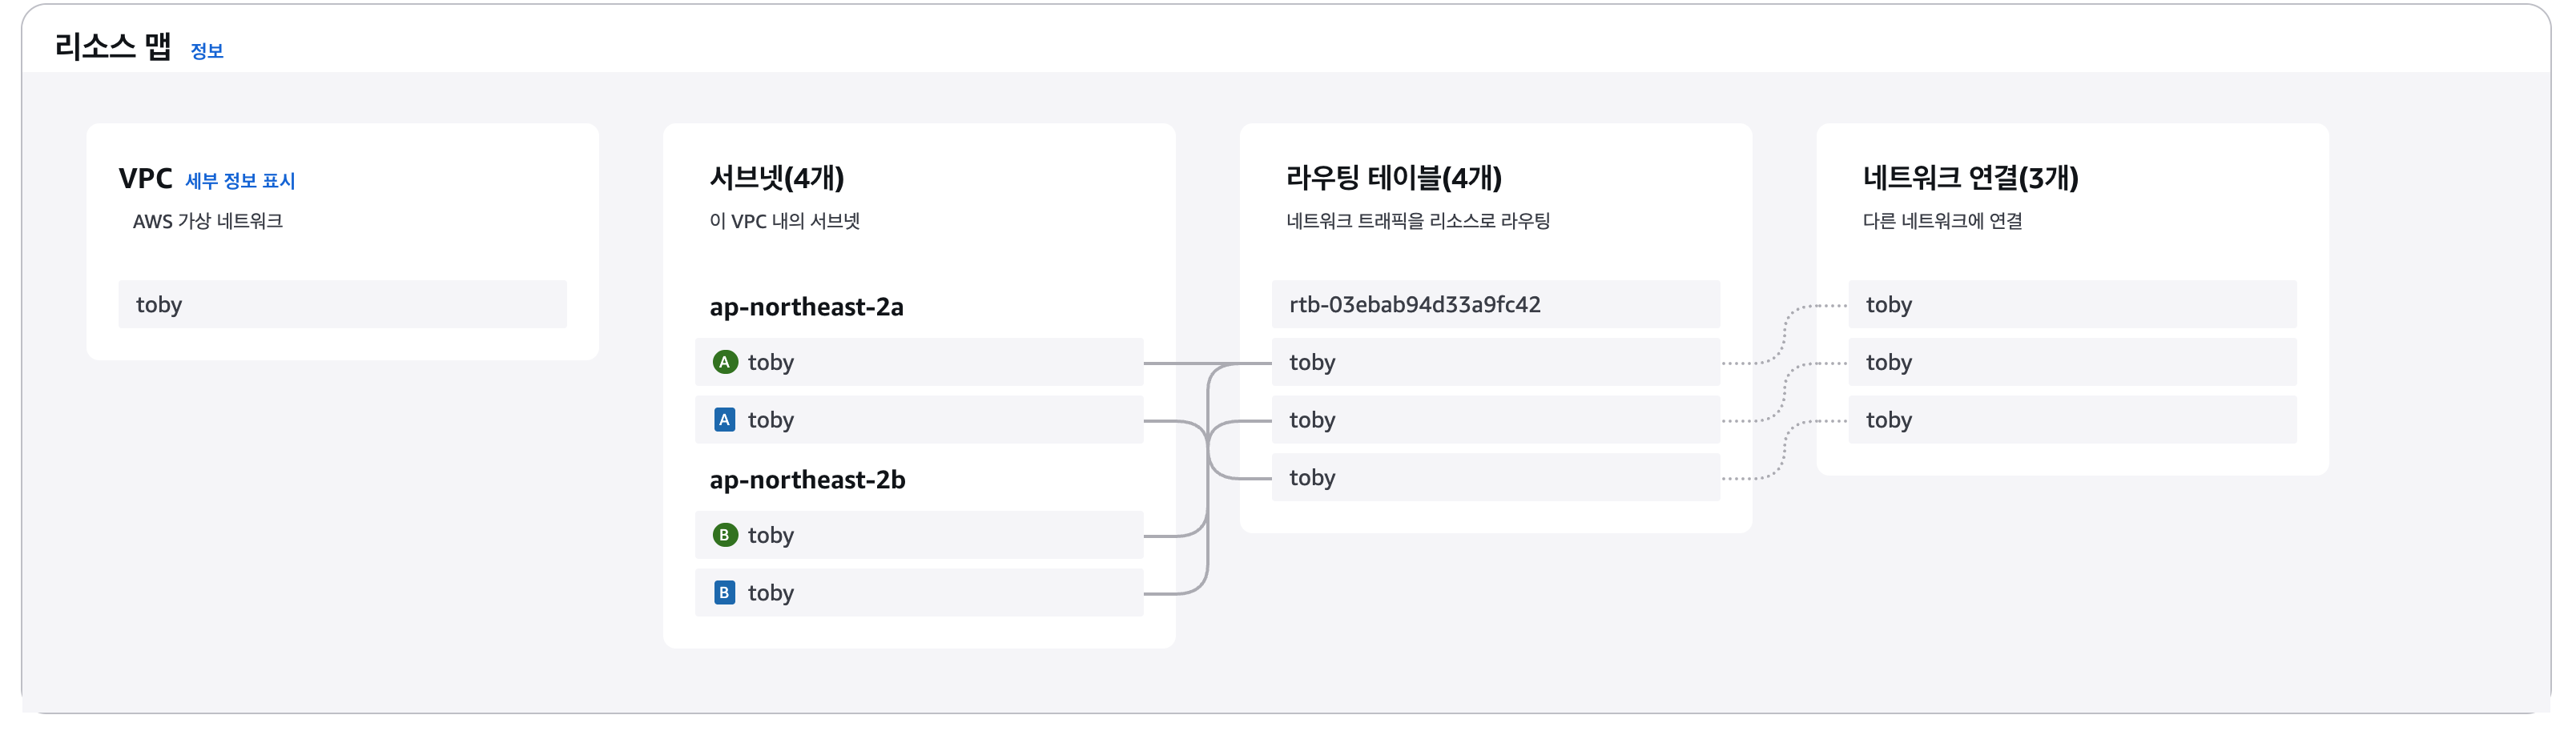 리소스 맵 정보
VPC 세부 정보 표시
AWS 가상 네트워크
toby
서브넷(4개)
이 VPC 내의 서브넷
ap-northeast-2a
A toby
A toby
ap-northeast-2b
B toby
B toby
라우팅 테이블(4개)
네트워크 트래픽을 리소스로 라우팅
rtb-03ebab94d33a9fc42
toby
toby
toby
네트워크 연결(3개)
다른 네트워크에 연결
toby
toby
toby